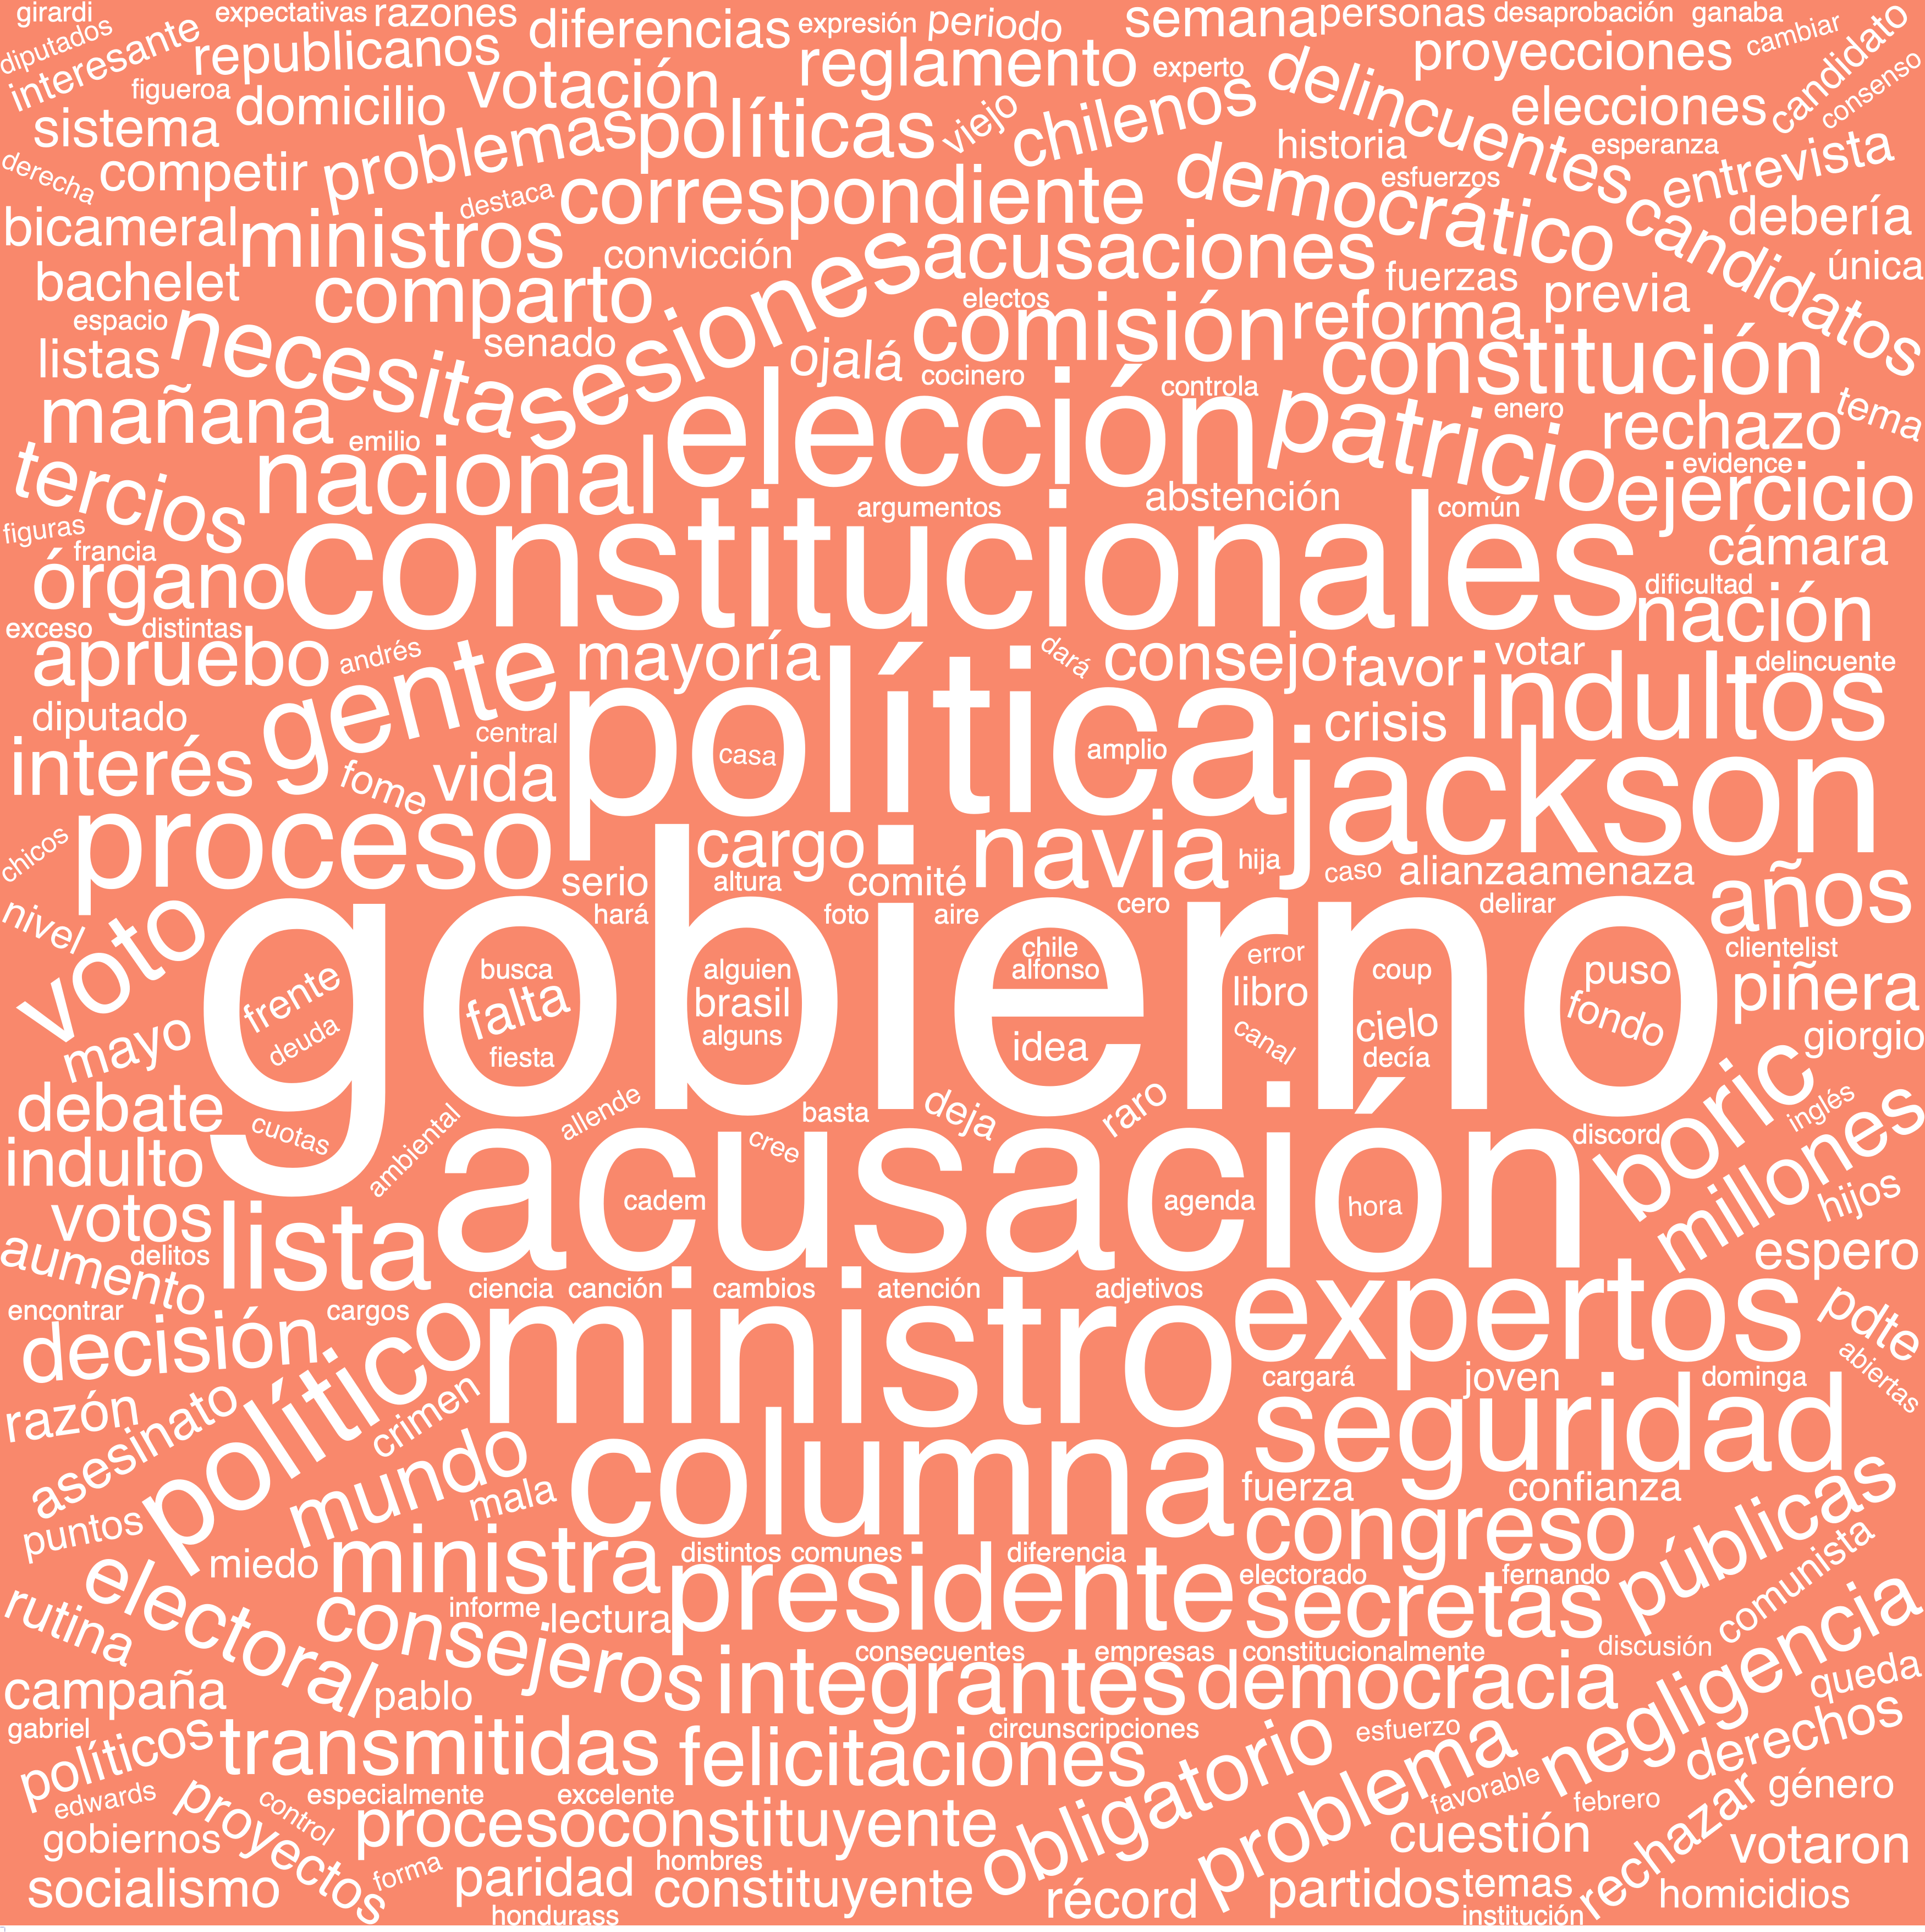 girardi
expectativas
razones
diferencias
expresión
periodo
semana
personas
desaprobación
ganaba
diputados
interesante
republicanos
reglamento
experto
proyecciones
cambiar
candidato
consenso
figueroa
domicilio
votación
delincuentes
elecciones
sistema
problemas
políticas
viejo
chilenos
historia
esperanza
derecha
competir
destaca
correspondiente
democrático
esfuerzos
entrevista
bicameral
ministros
convicción
sesiones
acusaciones
candidatos
debería
bachelet
comparto
electos
fuerzas
previa
única
espacio
necesitas
senado
ojalá
comisión
reforma
listas
cocinero
controla
constitución
mañana
emilio
elección
patricio
enero
rechazo
tema
tercios
nacional
evidence
ejercicio
figuras
francia
argumentos
abstención
común
órgano
constitucionales
cámara
dificultad
exceso
distintas
nación
apruebo
andrés
gente
mayoría
dará
consejo
favor
votar
delincuente
diputado
central
política
crisis
indultos
interés
fome
vida
casa
amplio
jackson
chicos
proceso
cargo
navia
hija
caso
alianza
amenaza
serio
altura
comité
años
nivel
voto
hará
foto
aire
cero
delirar
gobierno
chile
clientelist
frente
busca
alguien
alfonso
error
coup
puso
piñera
falta
brasil
libro
mayo
deuda
alguns
idea
canal
cielo
fondo
giorgio
fiesta
decía
boric
debate
cuotas
ambiental
allende
basta
deja
raro
inglés
millones
indulto
cree
discord
acusación
votos
lista
cadem
agenda
hora
hijos
aumento
delitos
espero
encontrar
cargos
ciencia
canción
cambios
atención
adjetivos
expertos
pdte
decisión
político
ministro
razón
asesinato
crimen
cargará
joven
dominga
abiertas
mundo
columna
seguridad
puntos
mala
fuerza
confianza
congreso
públicas
miedo
ministra
distintos
comunes
diferencia
electoral
presidente
electorado
fernando
rutina
consejeros
informe
lectura
secretas
comunista
consecuentes
empresas
constitucionalmente
discusión
negligencia
campaña
pablo
integrantes
democracia
queda
gabriel
políticos
transmitidas
felicitaciones
circunscripciones
esfuerzo
derechos
edwards
proyectos
control
especialmente
excelente
obligatorio
problema
favorable
febrero
género
gobiernos
procesoconstituyente
cuestión
rechazar
votaron
socialismo
forma
paridad
hombres
constituyente
récord
partidos
temas
homicidios
hondurass
institución